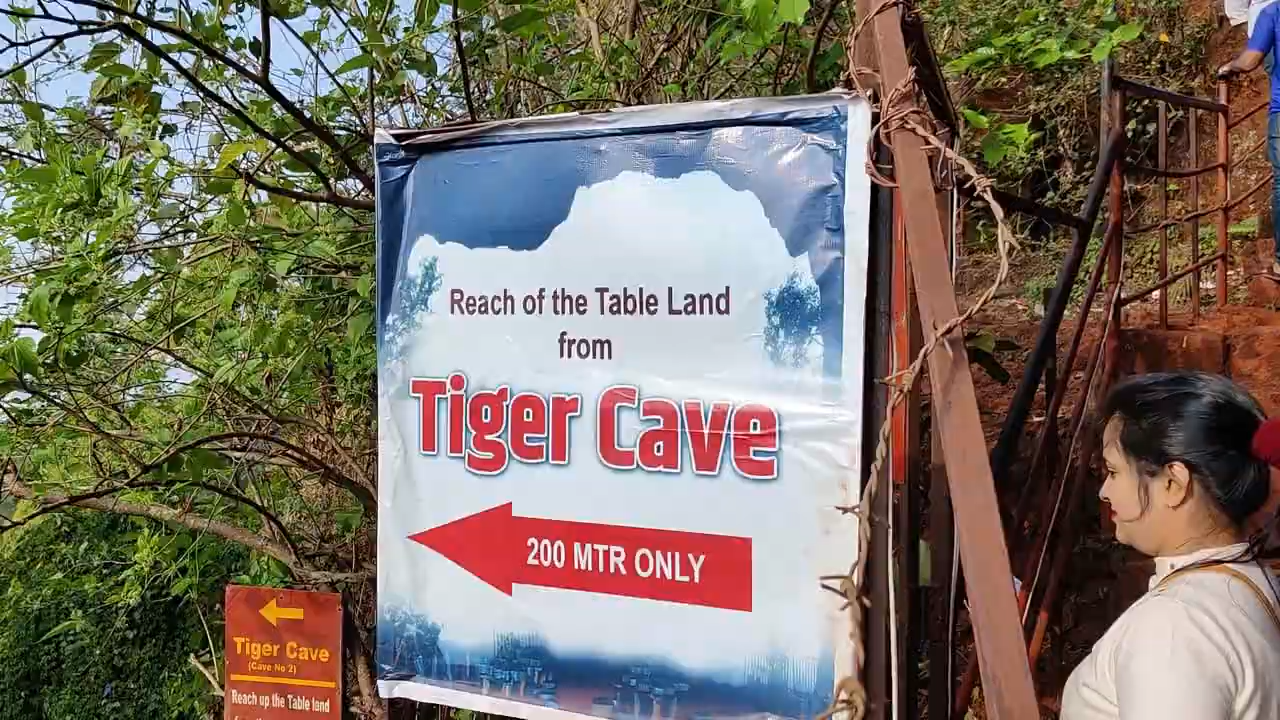 Reach of the Table Land
from
Tiger Cave
200 MTR ONLY
Tiger Cave
(Cave No 2)
Reach up the Table land